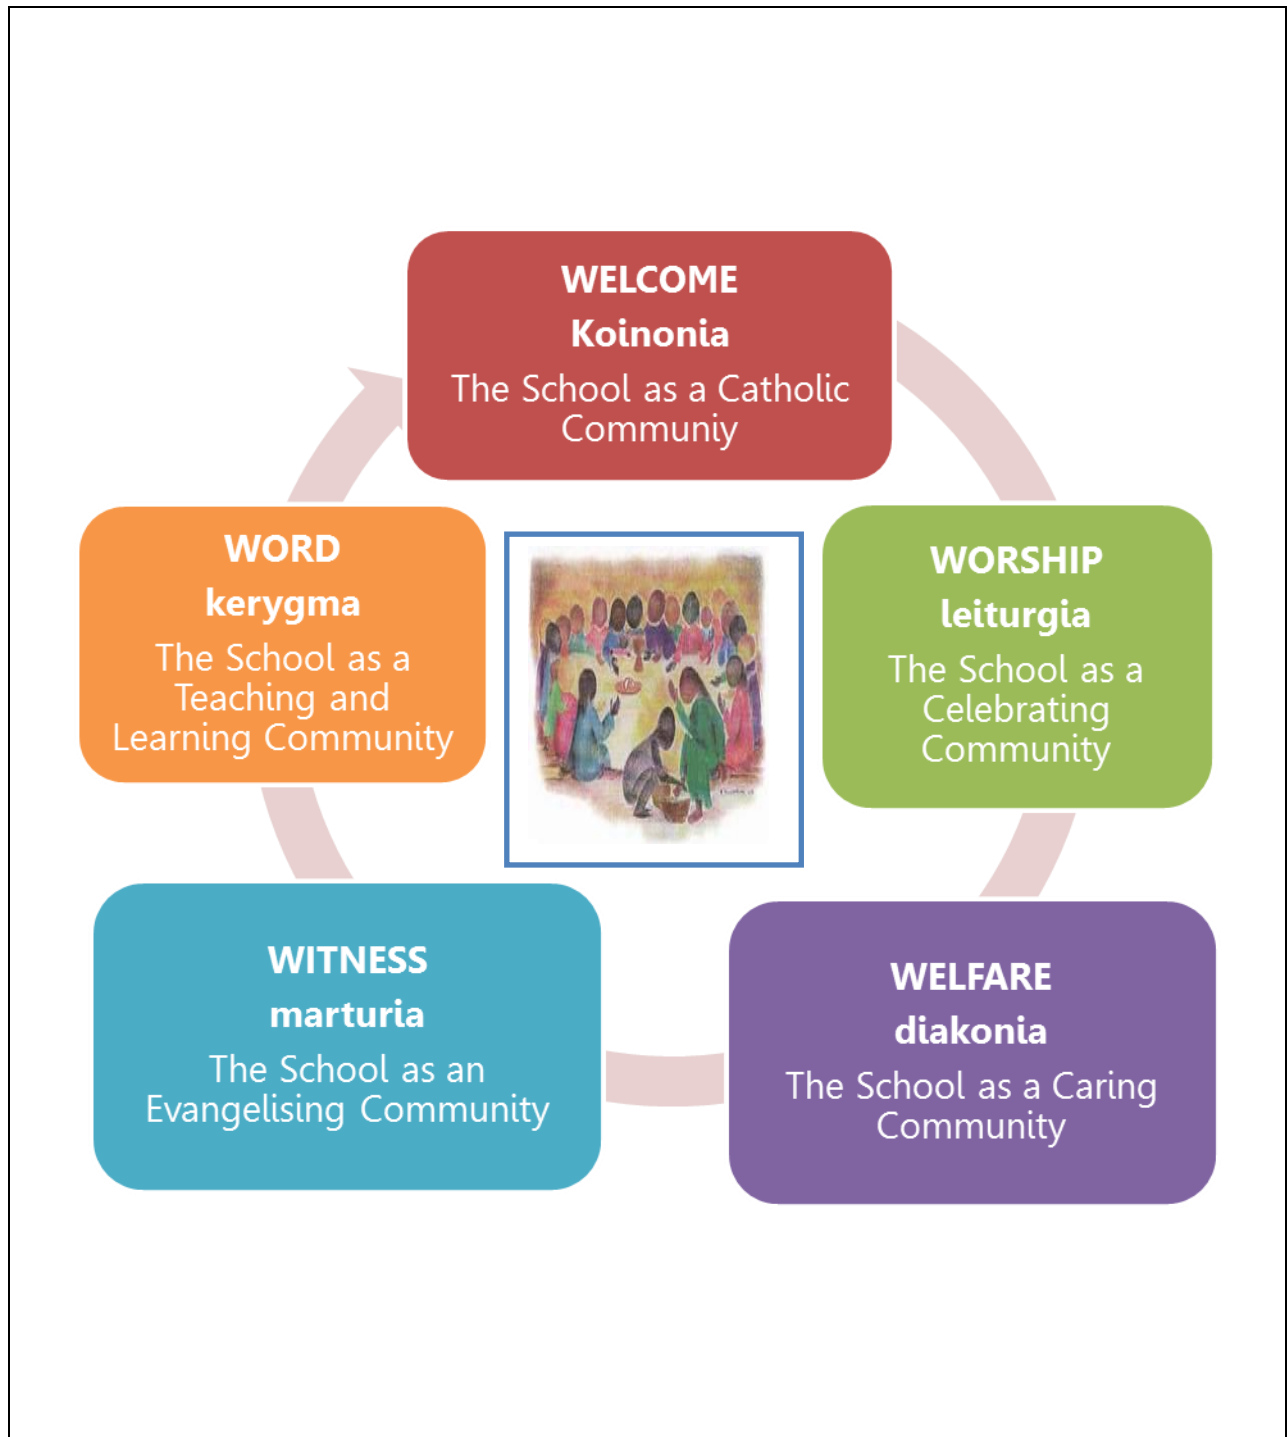 WELCOME
Koinonia
The School as a Catholic
Communiy
WORSHIP
leiturgia
The School as a
Celebrating
Community
WELFARE
diakonia
The School as a Caring
Community
WITNESS
marturia
The School as an
Evangelising Community
WORD
kerygma
The School as a
Teaching and
Learning Community